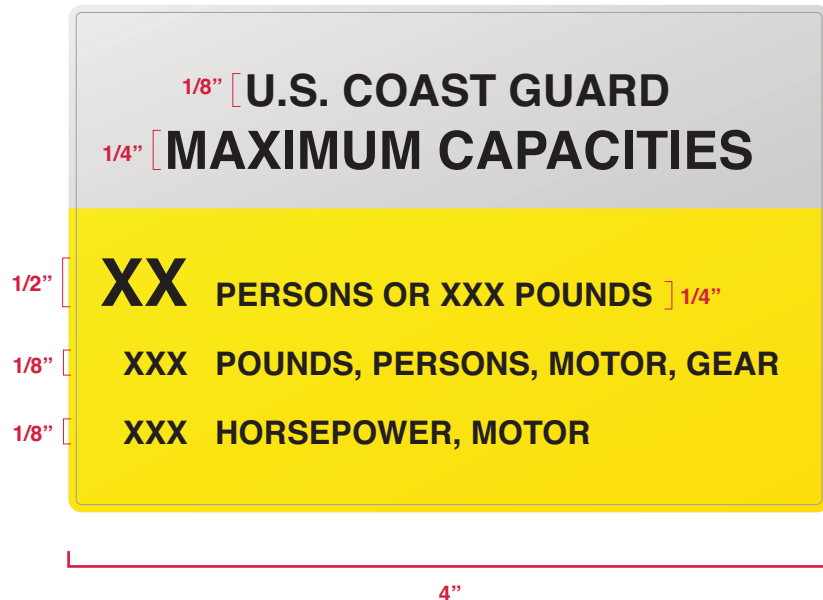 1/8” U.S. COAST GUARD
1/4” MAXIMUM CAPACITIES
1/2” XX PERSONS OR XXX POUNDS 1/4”
1/8” XXX POUNDS, PERSONS, MOTOR, GEAR
1/8” XXX HORSEPOWER, MOTOR
4”